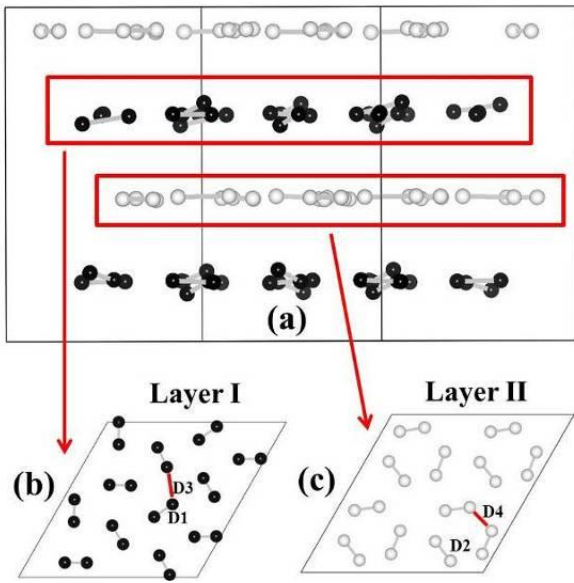 (a)
Layer I
Layer II
(b)
D3
D1
(c)
D4
D2